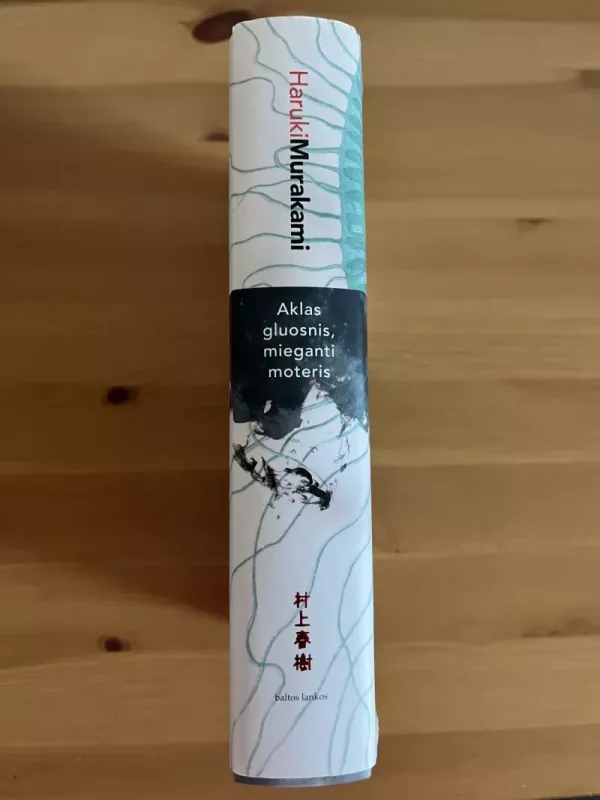 HarukiMurakami
Aklas
gluosnis,
mieganti
moteris
村上春樹
baltos lankos